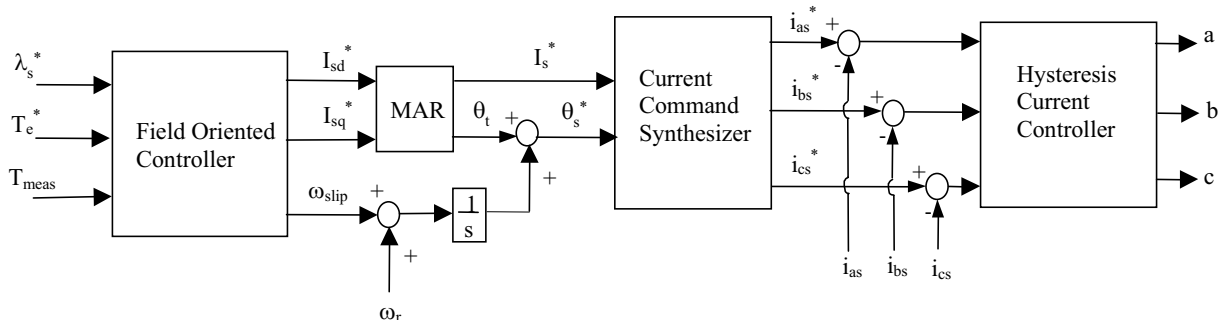 λs*
Te*
Tmeas
Field Oriented
Controller
Isd*
Isq*
ωslip
+
+
ωr
MAR
1
s
θt
+
+
Is*
θs*
Current
Command
Synthesizer
ias*
+
-
ibs*
+
-
ics*
+
-
ias
ibs
ics
Hysteresis
Current
Controller
a
b
c